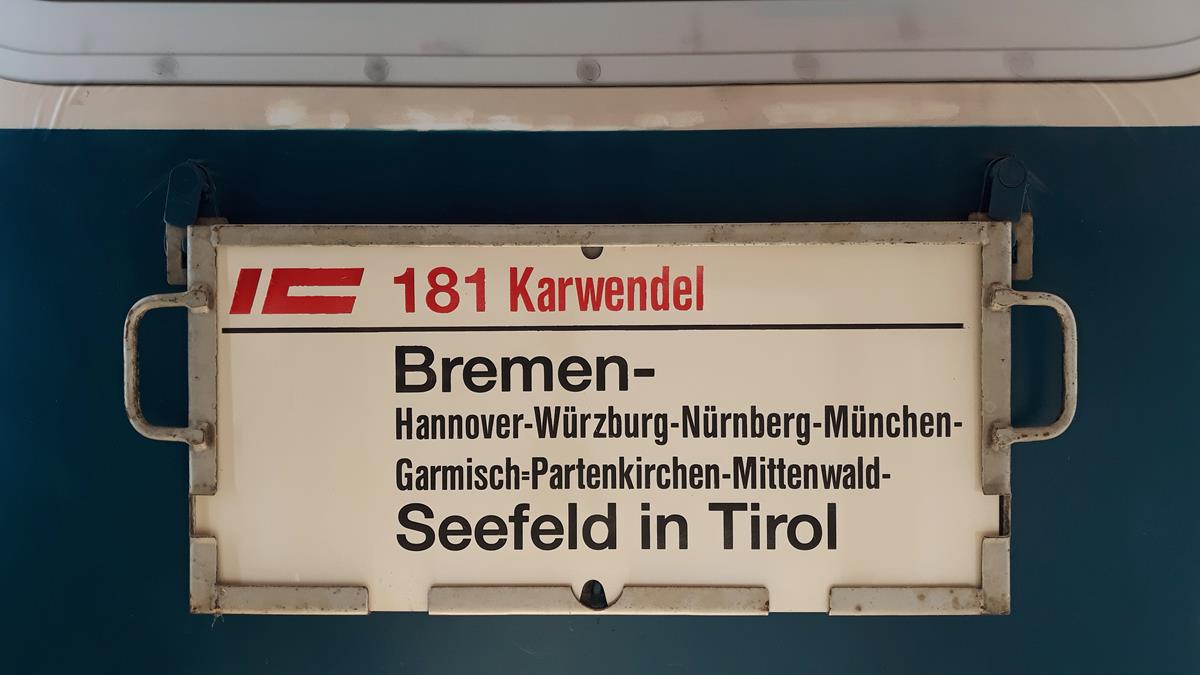 IC 181 Karwendel
Bremen-
Hannover-Würzburg-Nürnberg-München-
Garmisch=Partenkirchen-Mittenwald-
Seefeld in Tirol